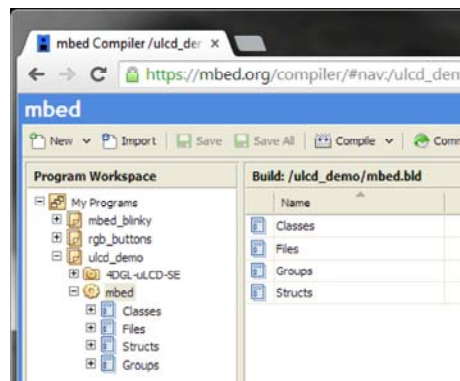 mbed Compiler /ulcd_der
https://mbed.org/compiler/#nav:/ulcd_den
mbed
New Import Save Save All Compile Comm
Program Workspace
My Programs
mbed_blinky
rgb_buttons
ulcd_demo
4DGL-uLCD-SE
mbed
Classes
Files
Structs
Groups
Build: /ulcd_demo/mbed.bld
Name
Classes
Files
Groups
Structs